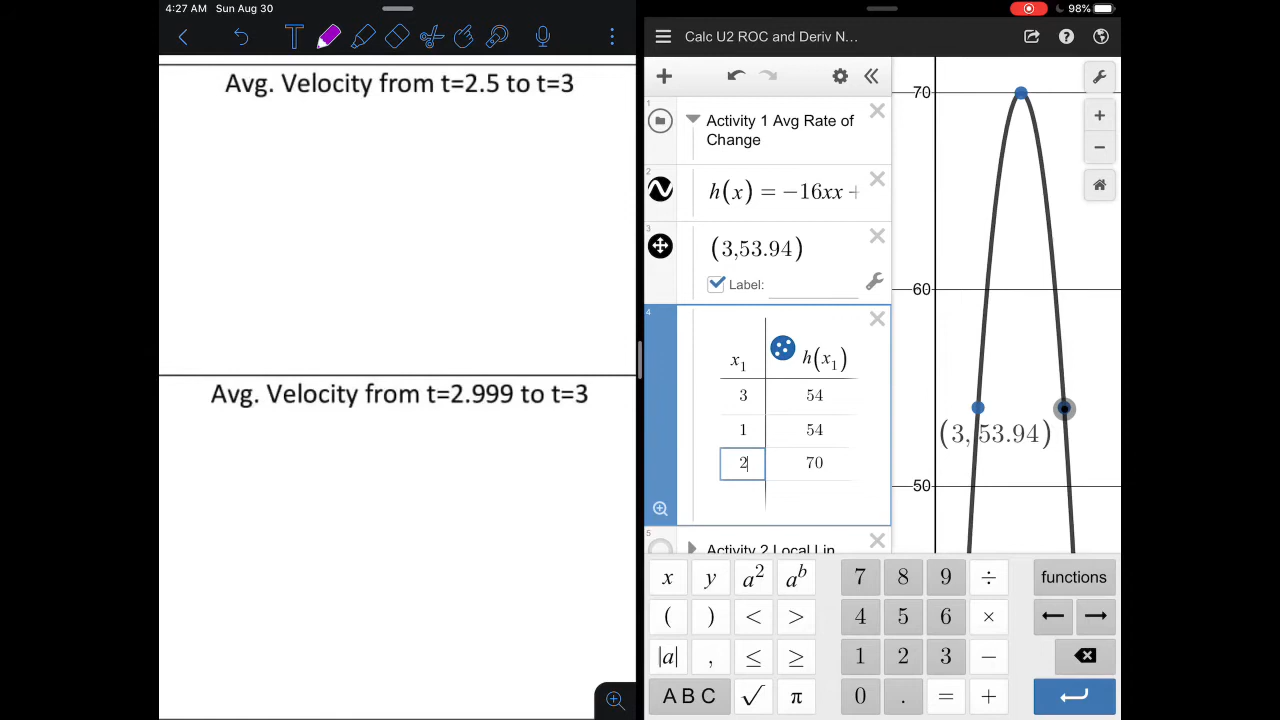 4:27 AM Sun Aug 30
98%
T
Avg. Velocity from t=2.5 to t=3
Avg. Velocity from t=2.999 to t=3
Calc U2 ROC and Deriv N...
1
Activity 1 Avg Rate of
Change
2
h(x) = −16xx +
3
(3,53.94)
Label:
4
x₁ h(x₁)
3 54
1 54
2 70
5
Activity 2 Local Lin
70
60
50
(3, 53.94)
x y a² aᵇ 7 8 9 ÷ functions
( ) < > 4 5 6 × ← →
|a| , ≤ ≥ 1 2 3 −
A B C √ π 0 . = +